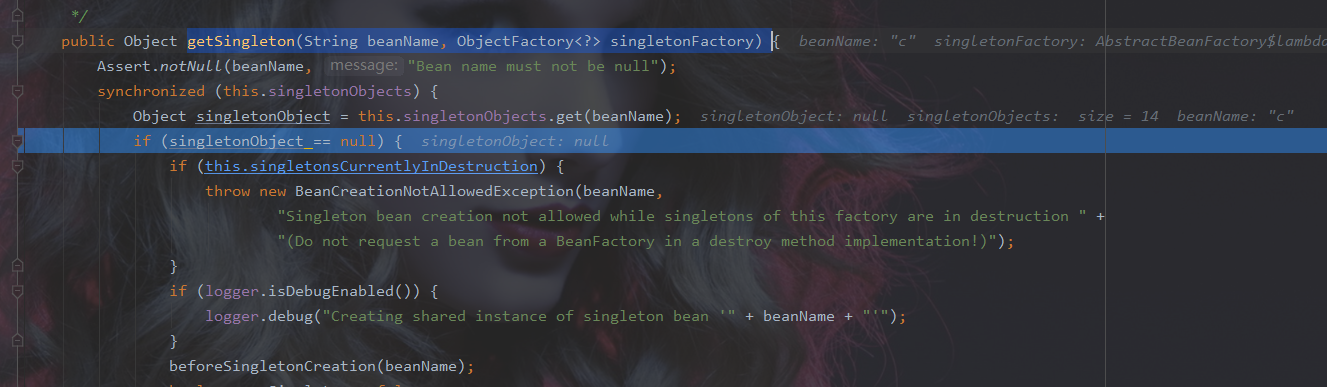 */
public Object getSingleton(String beanName, ObjectFactory<?> singletonFactory) { beanName: "c" singletonFactory: AbstractBeanFactory$lambda
Assert.notNull(beanName, message: "Bean name must not be null");
synchronized (this.singletonObjects) {
Object singletonObject = this.singletonObjects.get(beanName); singletonObject: null singletonObjects: size = 14 beanName: "c"
if (singletonObject == null) { singletonObject: null
if (this.singletonsCurrentlyInDestruction) {
throw new BeanCreationNotAllowedException(beanName,
"Singleton bean creation not allowed while singletons of this factory are in destruction " +
"(Do not request a bean from a BeanFactory in a destroy method implementation!)");
}
if (logger.isDebugEnabled()) {
logger.debug("Creating shared instance of singleton bean '" + beanName + "'");
}
beforeSingletonCreation(beanName);